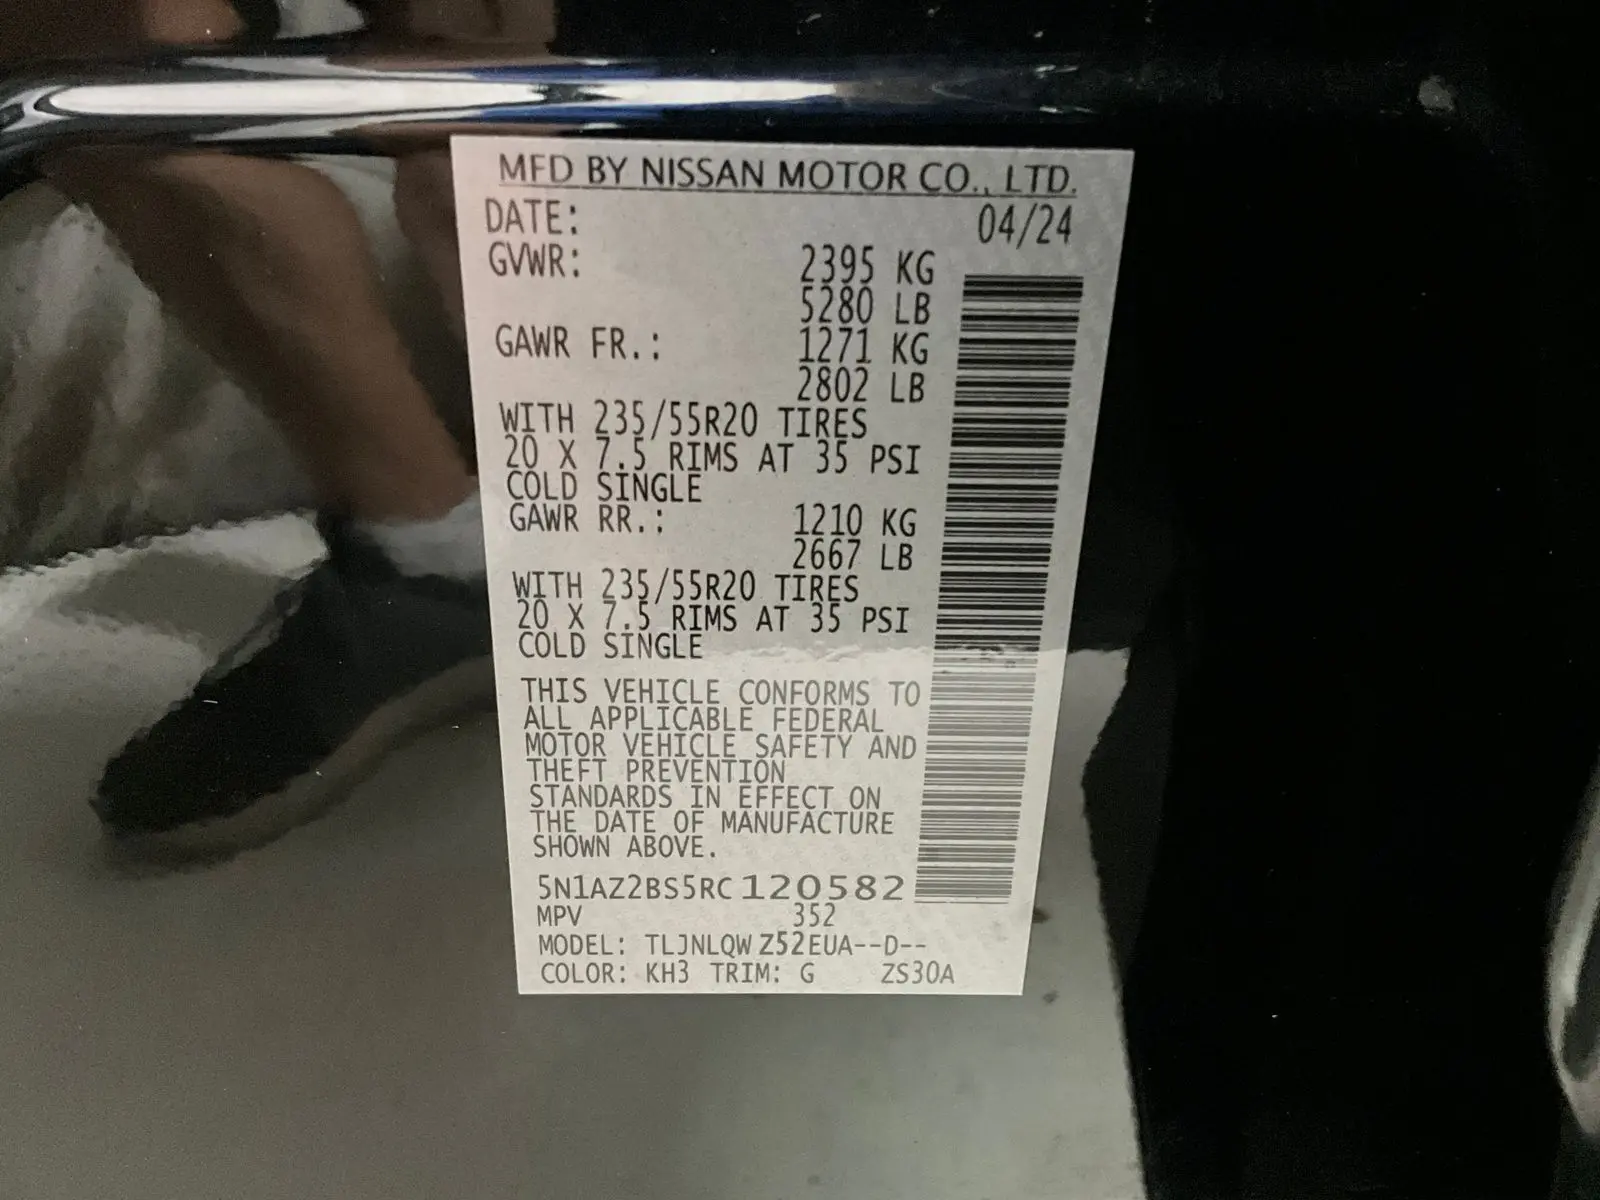 MFD BY NISSAN MOTOR CO., LTD.
DATE: 04/24
GVWR: 2395 KG
5280 LB
GAWR FR.: 1271 KG
2802 LB
WITH 235/55R20 TIRES
20 X 7.5 RIMS AT 35 PSI
COLD SINGLE
GAWR RR.: 1210 KG
2667 LB
WITH 235/55R20 TIRES
20 X 7.5 RIMS AT 35 PSI
COLD SINGLE
THIS VEHICLE CONFORMS TO
ALL APPLICABLE FEDERAL
MOTOR VEHICLE SAFETY AND
THEFT PREVENTION
STANDARDS IN EFFECT ON
THE DATE OF MANUFACTURE
SHOWN ABOVE.
5N1AZ2BS5RC120582
MPV 352
MODEL: TLJNLQW Z52EUA--D--
COLOR: KH3 TRIM: G ZS30A